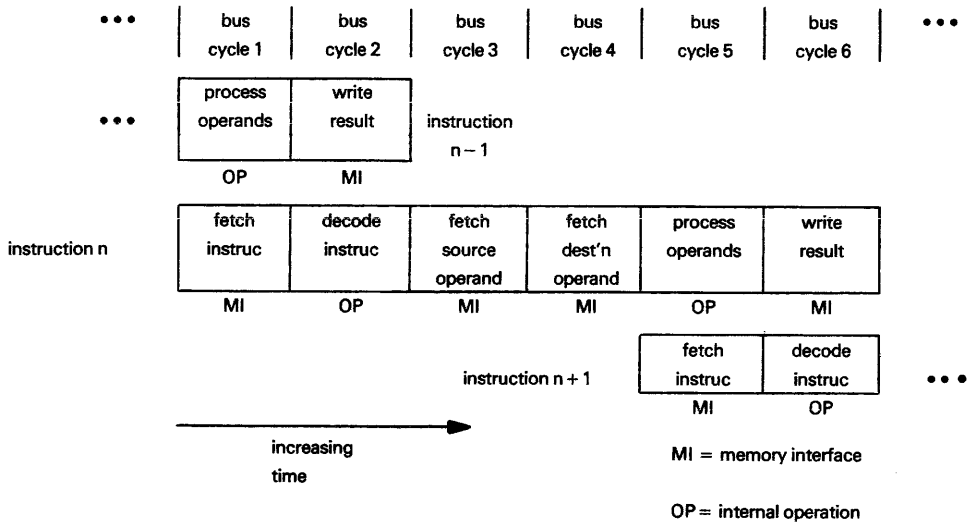 ••• bus bus bus bus bus bus •••
cycle 1 cycle 2 cycle 3 cycle 4 cycle 5 cycle 6
process write
••• operands result instruction
n – 1
OP MI
fetch decode fetch fetch process write
instruction n instruc instruc source dest'n operands result
operand operand
MI OP MI MI OP MI
fetch decode
instruction n + 1 instruc instruc •••
MI OP
increasing
time
MI = memory interface
OP = internal operation